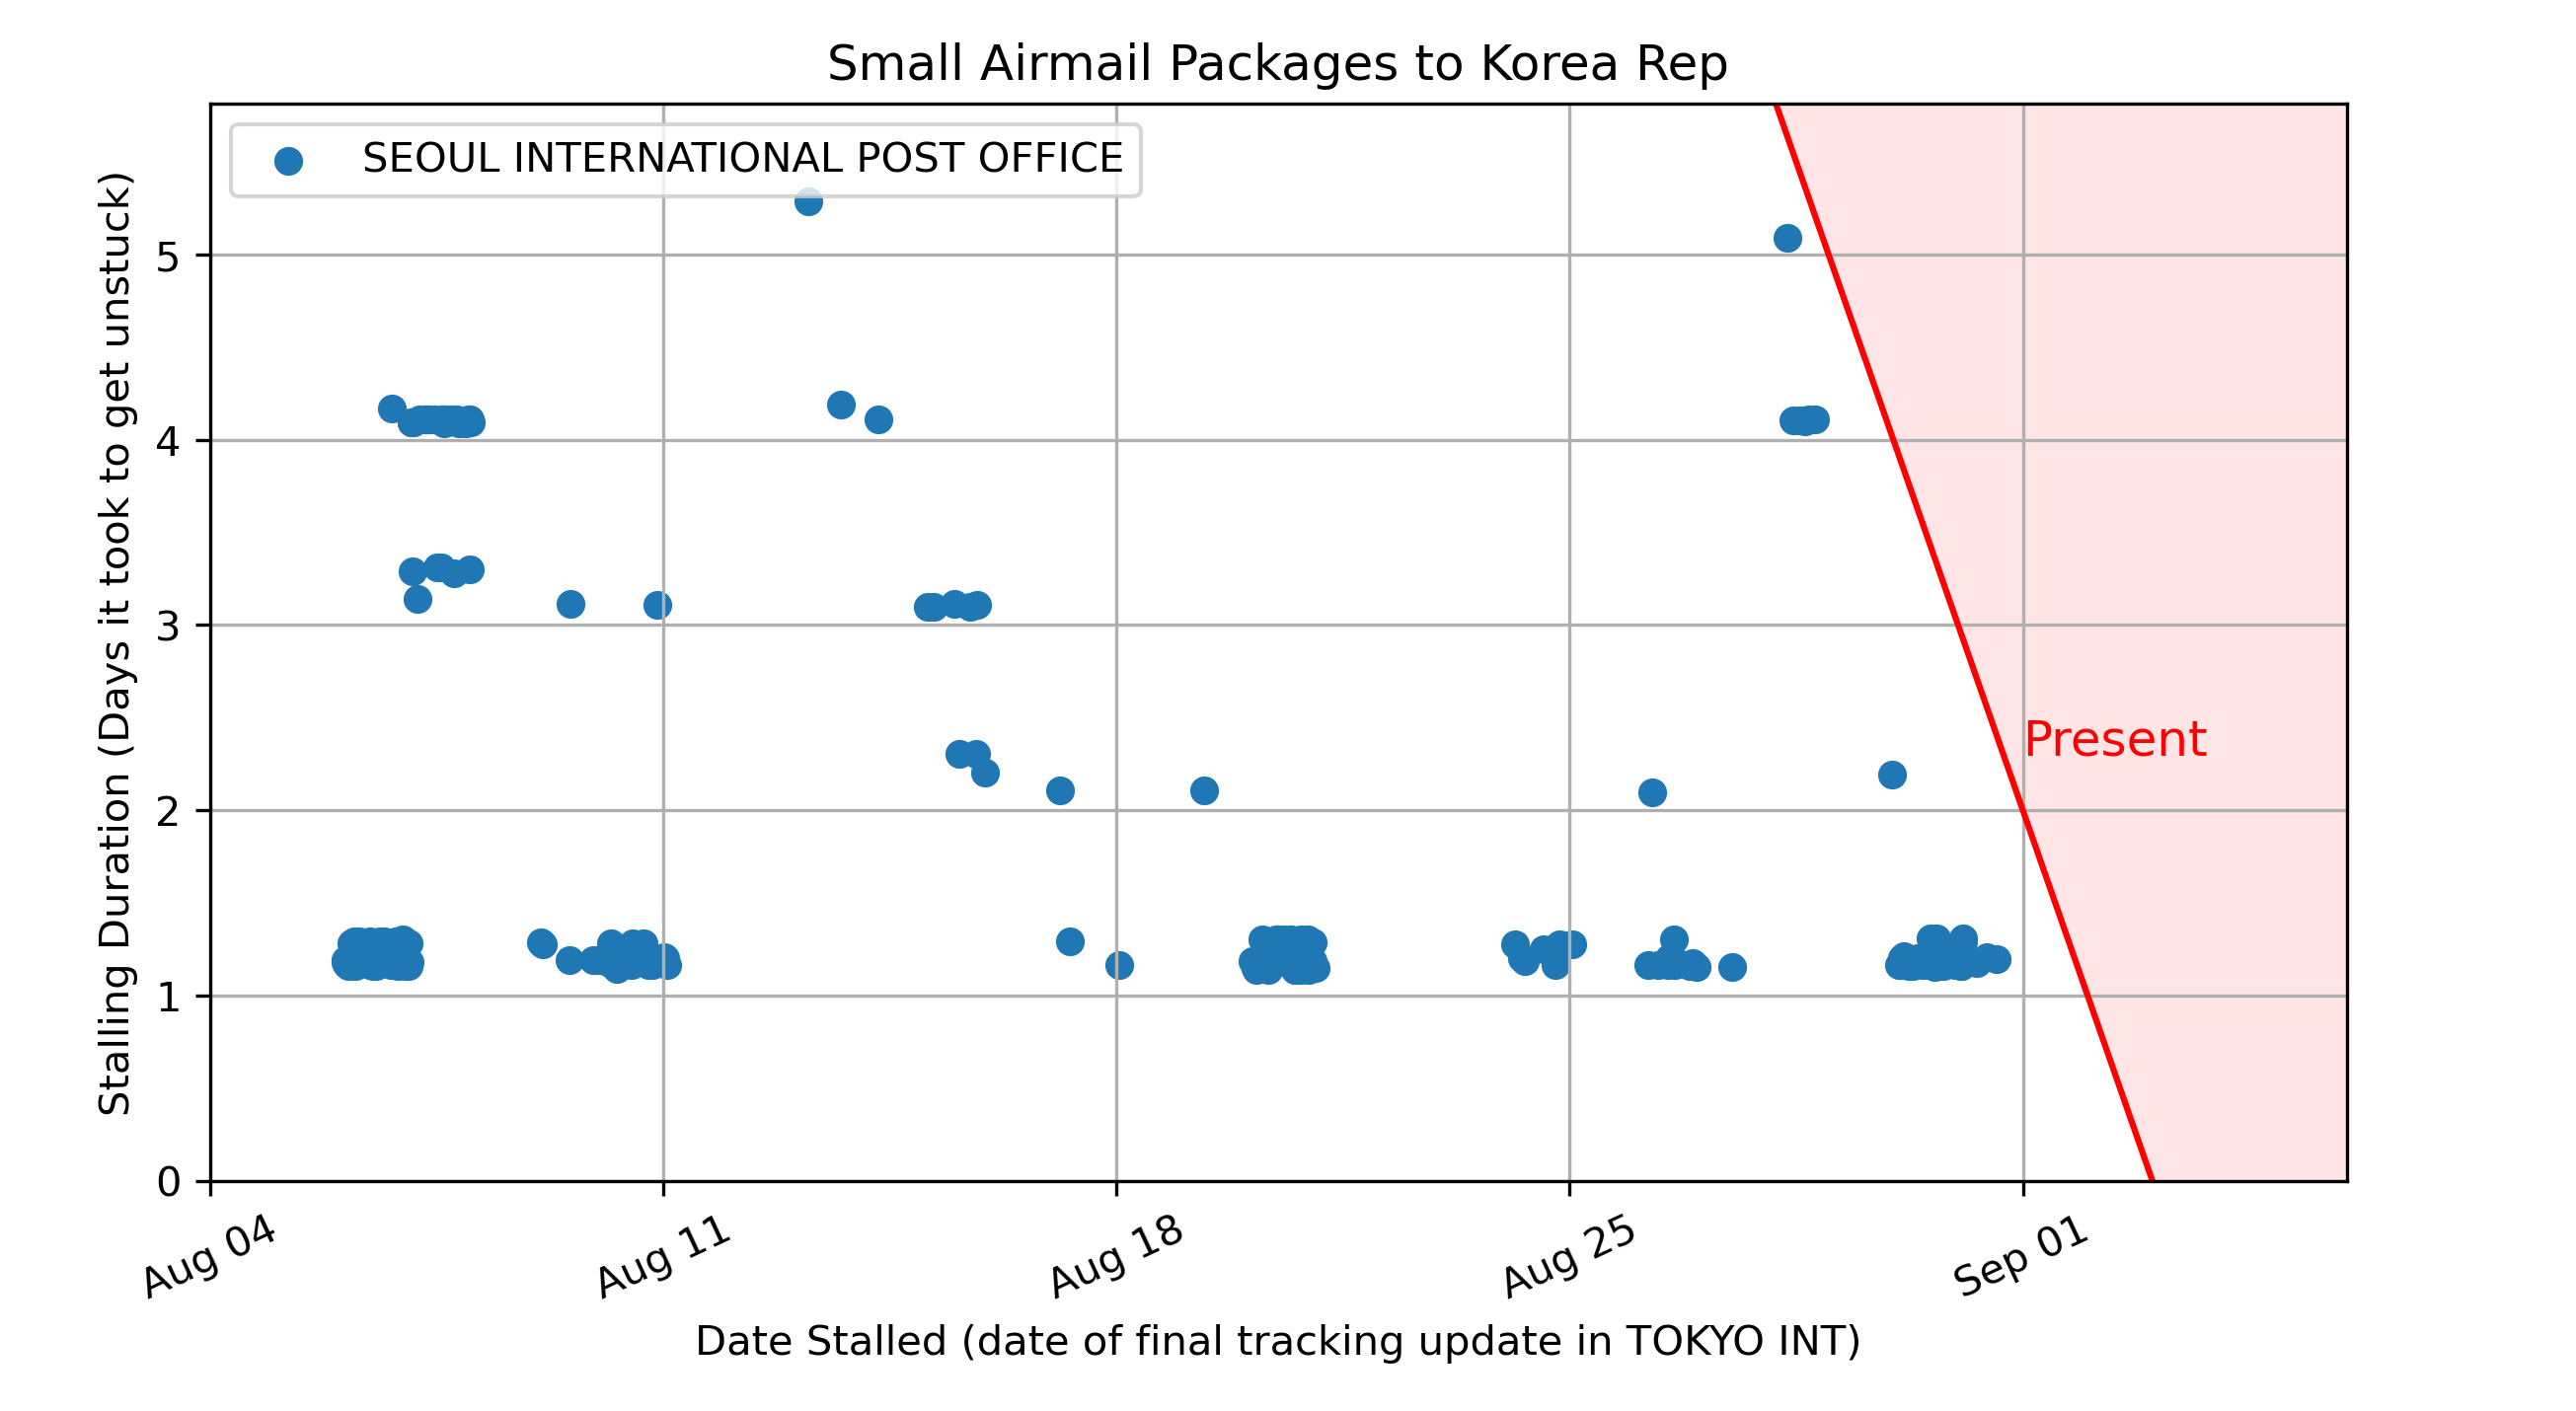 Small Airmail Packages to Korea Rep
SEOUL INTERNATIONAL POST OFFICE
Stalling Duration (Days it took to get unstuck)
5
4
3
2
1
0
Present
Aug 04
Aug 11
Aug 18
Aug 25
Sep 01
Date Stalled (date of final tracking update in TOKYO INT)